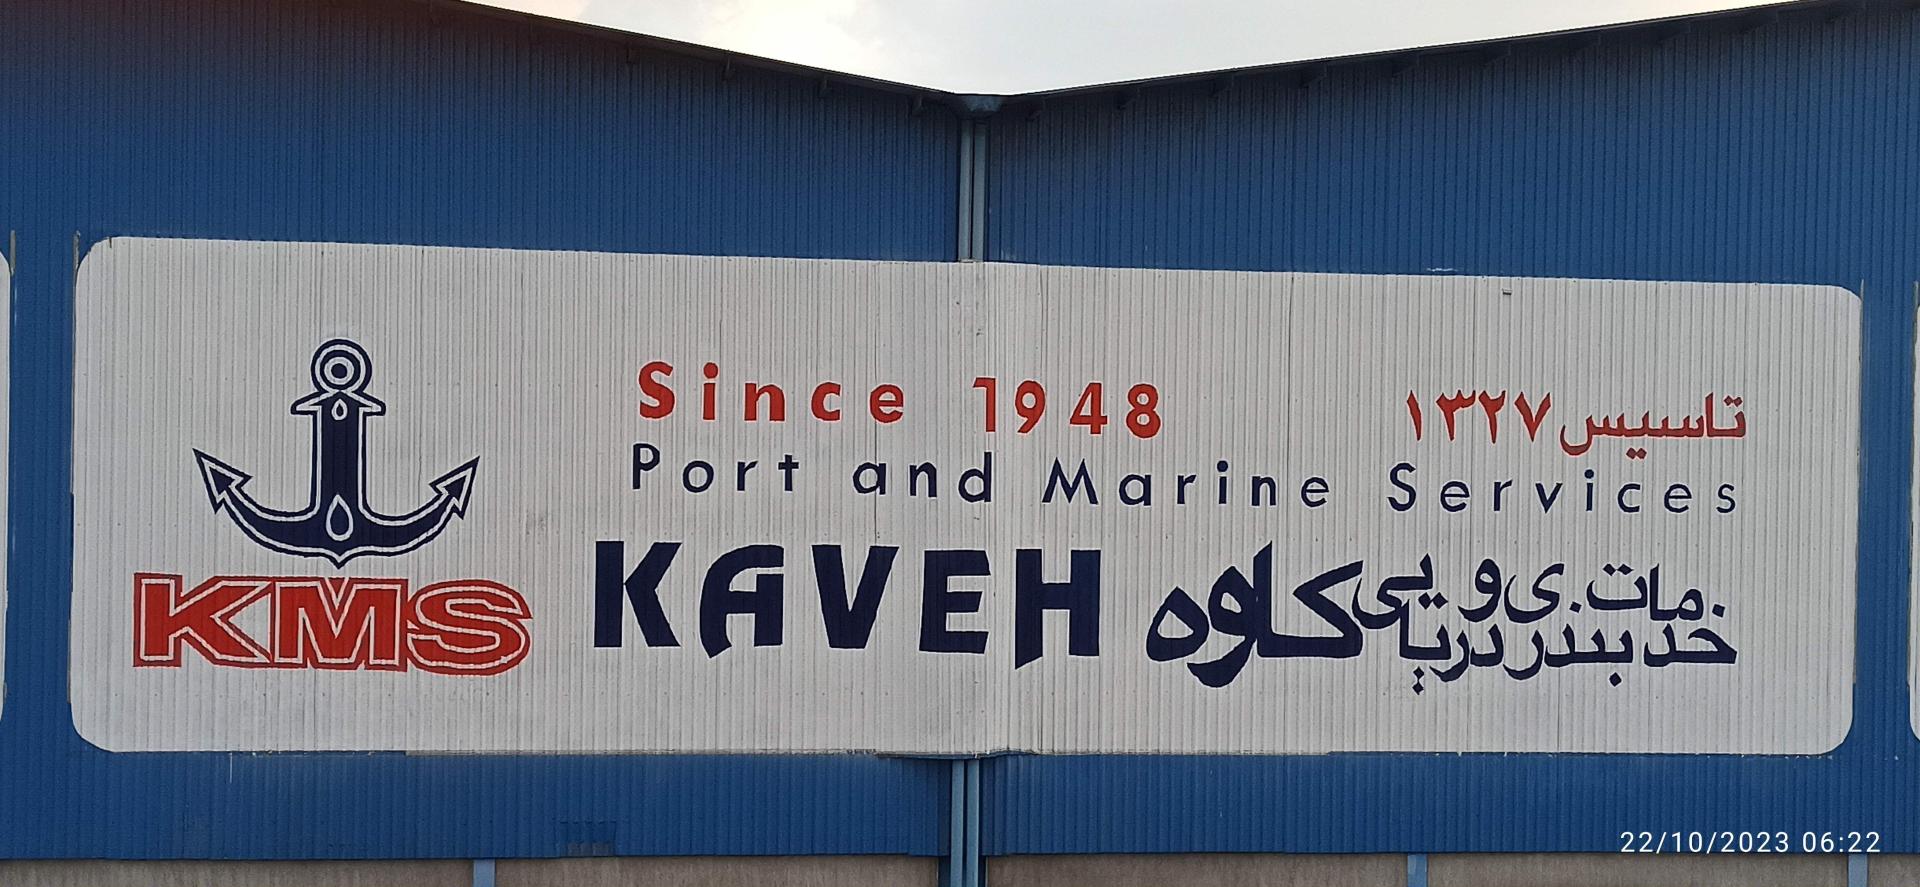 Since 1948
تاسیس ۱۳۲۷
Port and Marine Services
KAVEH
خدمات بندری و دریایی کاوه
KMS
22/10/2023 06:22